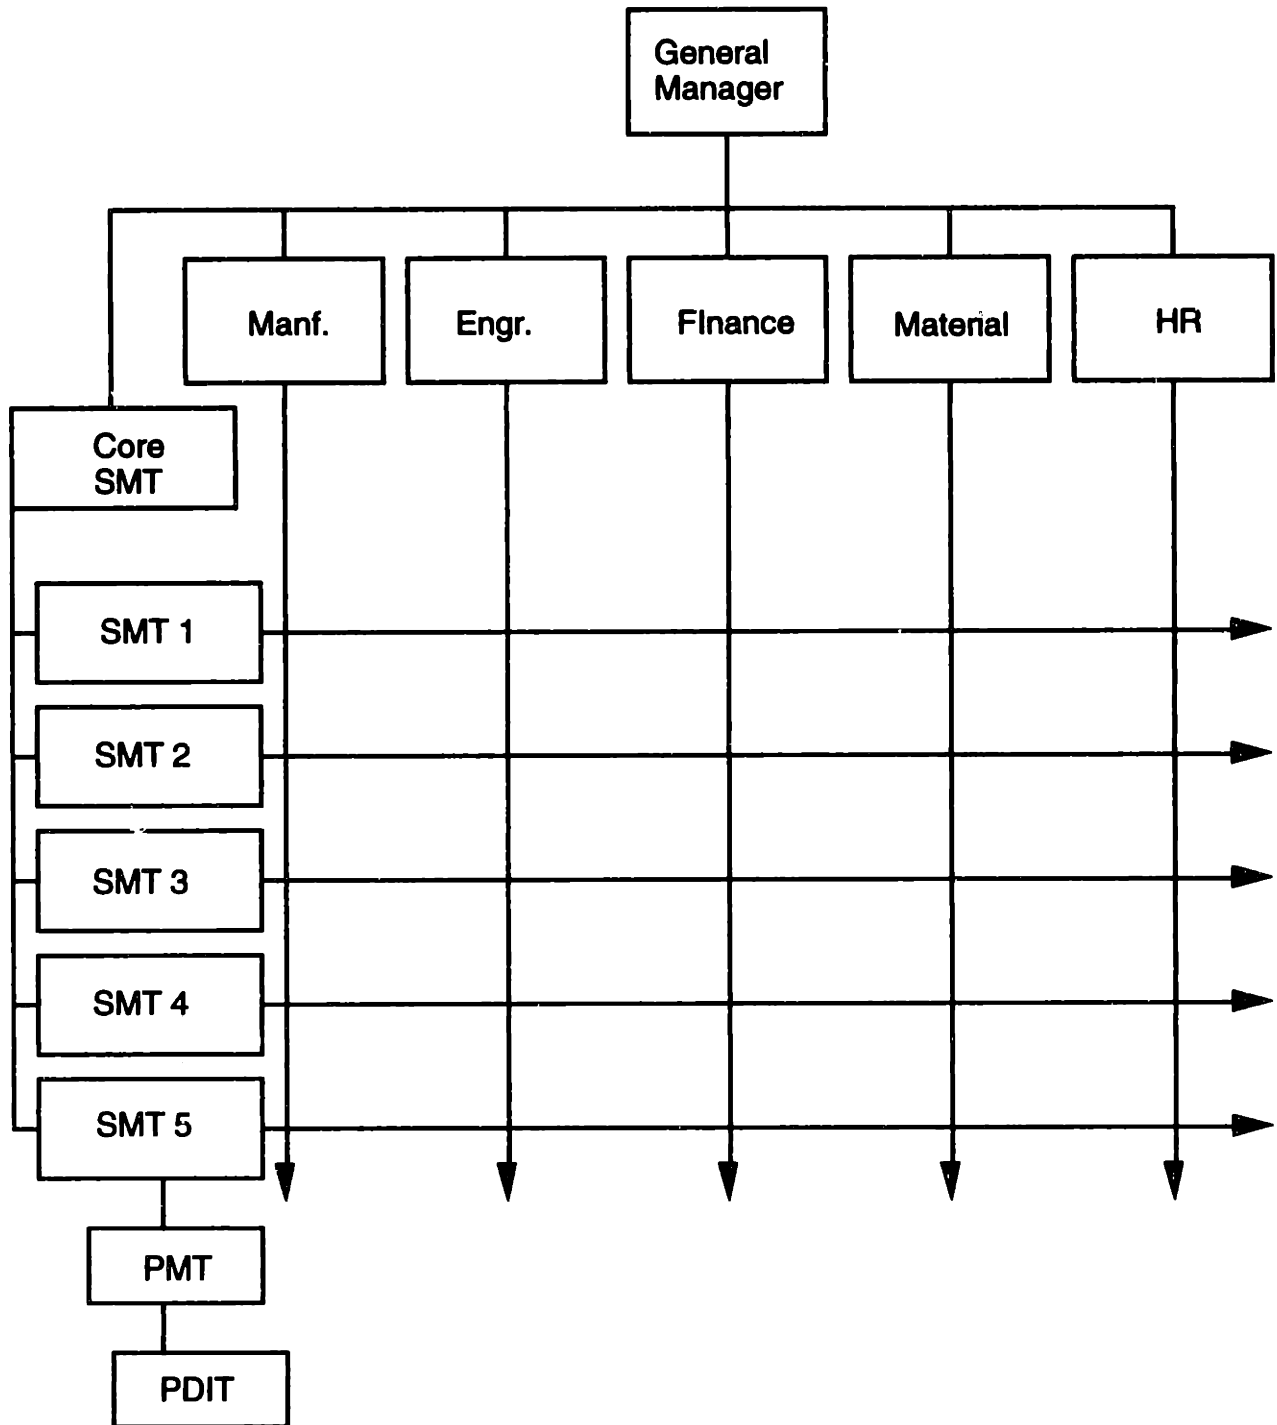 General
Manager
Manf.
Engr.
FInance
Material
HR
Core
SMT
SMT 1
SMT 2
SMT 3
SMT 4
SMT 5
PMT
PDIT